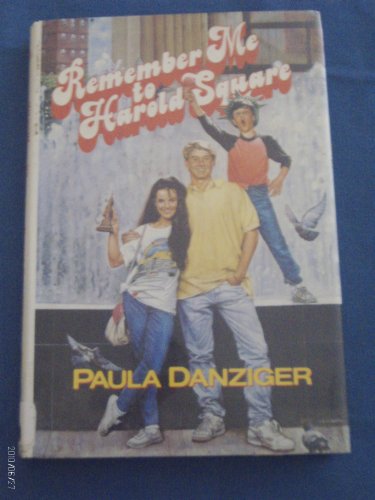 Remember Me
to
Harold Square
PAULA DANZIGER